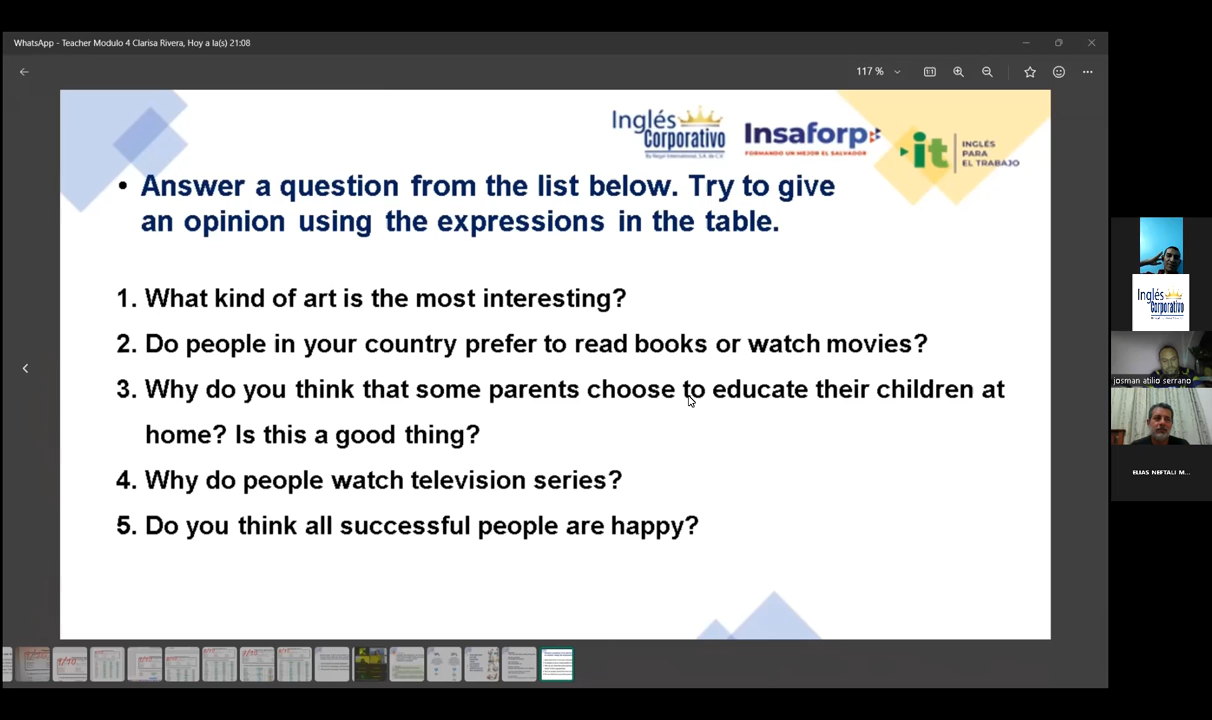 WhatsApp - Teacher Modulo 4 Clarisa Rivera, Hoy a la(s) 21:08
117 %
Inglés
Corporativo
Insaforp
FORMANDO UN MEJOR EL SALVADOR
it
INGLÉS
PARA
EL TRABAJO
• Answer a question from the list below. Try to give
an opinion using the expressions in the table.
1. What kind of art is the most interesting?
2. Do people in your country prefer to read books or watch movies?
3. Why do you think that some parents choose to educate their children at
home? Is this a good thing?
4. Why do people watch television series?
5. Do you think all successful people are happy?
Inglés
Corporativo
josman atilio serrano
ELIAS NEFTALI M...